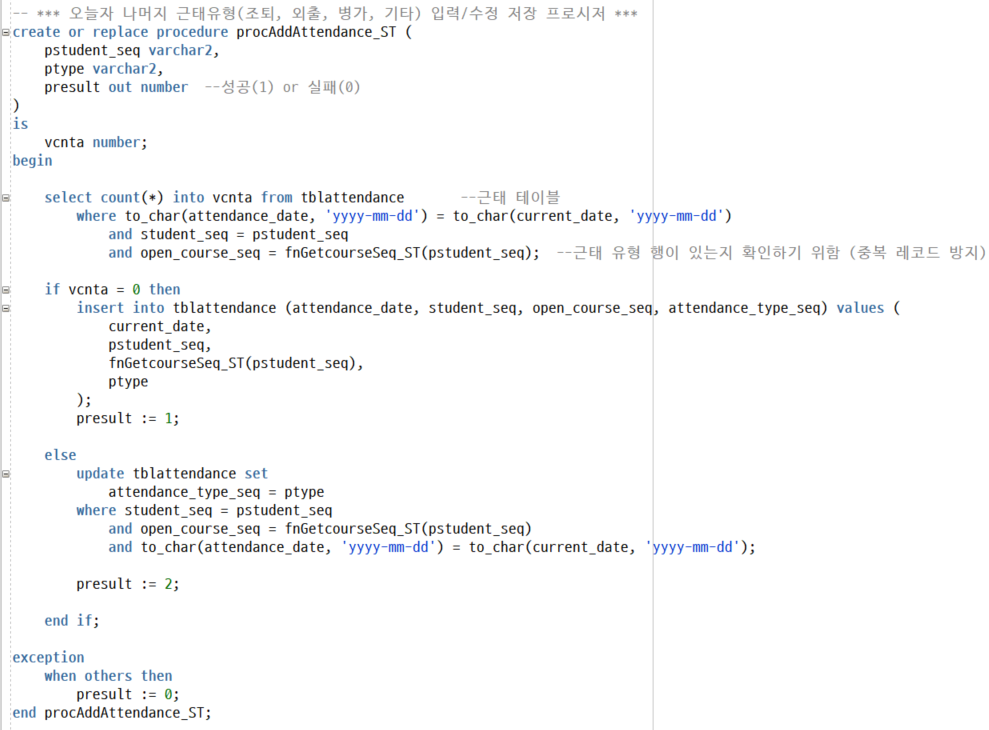 -- *** 오늘자 나머지 근태유형(조퇴, 외출, 병가, 기타) 입력/수정 저장 프로시저 ***
create or replace procedure procAddAttendance_ST (
    pstudent_seq varchar2,
    ptype varchar2,
    presult out number  --성공(1) or 실패(0)
)
is
    vcnta number;
begin
    select count(*) into vcnta from tblattendance       --근태 테이블
        where to_char(attendance_date, 'yyyy-mm-dd') = to_char(current_date, 'yyyy-mm-dd')
            and student_seq = pstudent_seq
            and open_course_seq = fnGetcourseSeq_ST(pstudent_seq);  --근태 유형 행이 있는지 확인하기 위함 (중복 레코드 방지)
    if vcnta = 0 then
        insert into tblattendance (attendance_date, student_seq, open_course_seq, attendance_type_seq) values (
            current_date,
            pstudent_seq,
            fnGetcourseSeq_ST(pstudent_seq),
            ptype
        );
        presult := 1;
    else
        update tblattendance set
            attendance_type_seq = ptype
        where student_seq = pstudent_seq
            and open_course_seq = fnGetcourseSeq_ST(pstudent_seq)
            and to_char(attendance_date, 'yyyy-mm-dd') = to_char(current_date, 'yyyy-mm-dd');
        presult := 2;
    end if;
exception
    when others then
        presult := 0;
end procAddAttendance_ST;